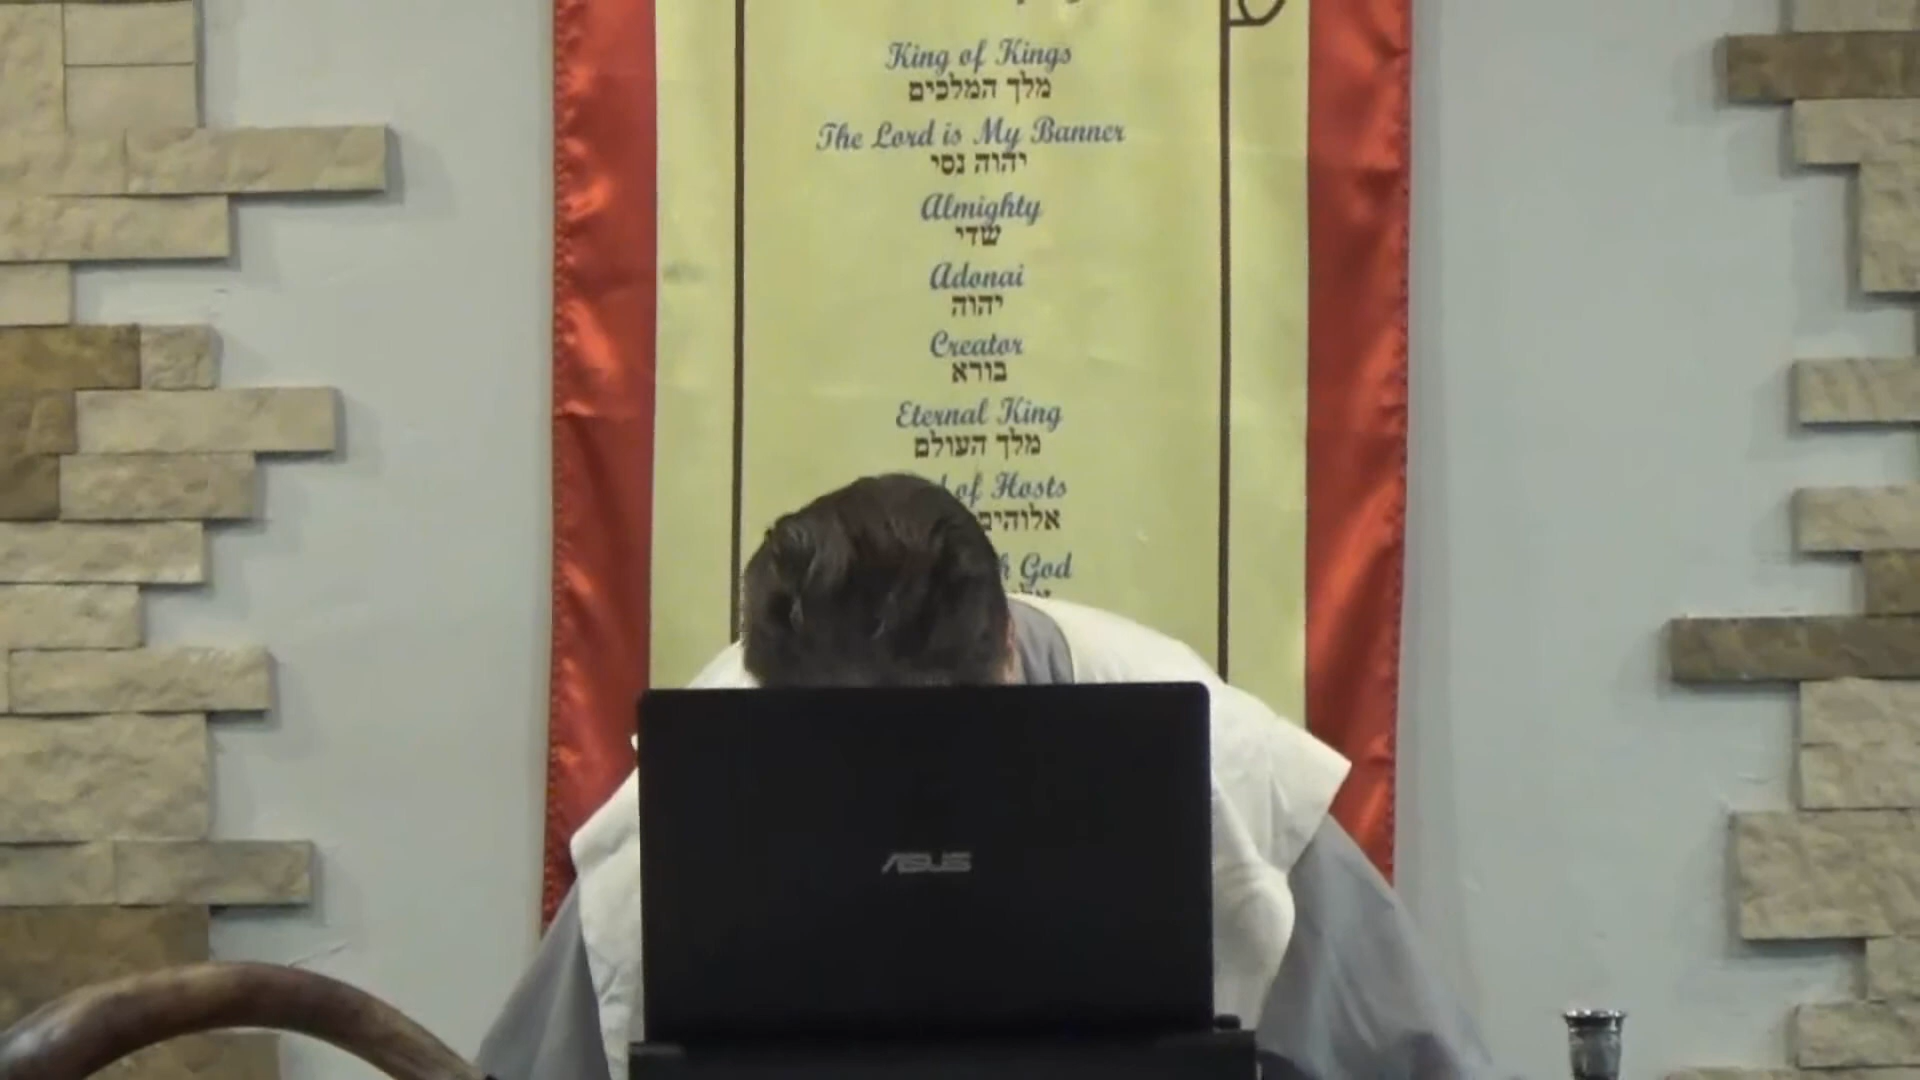 King of Kings
מלך המלכים
The Lord is My Banner
יהוה נסי
Almighty
שדי
Adonai
יהוה
Creator
בורא
Eternal King
מלך העולם
of Hosts
אלוהים
God
ASUS